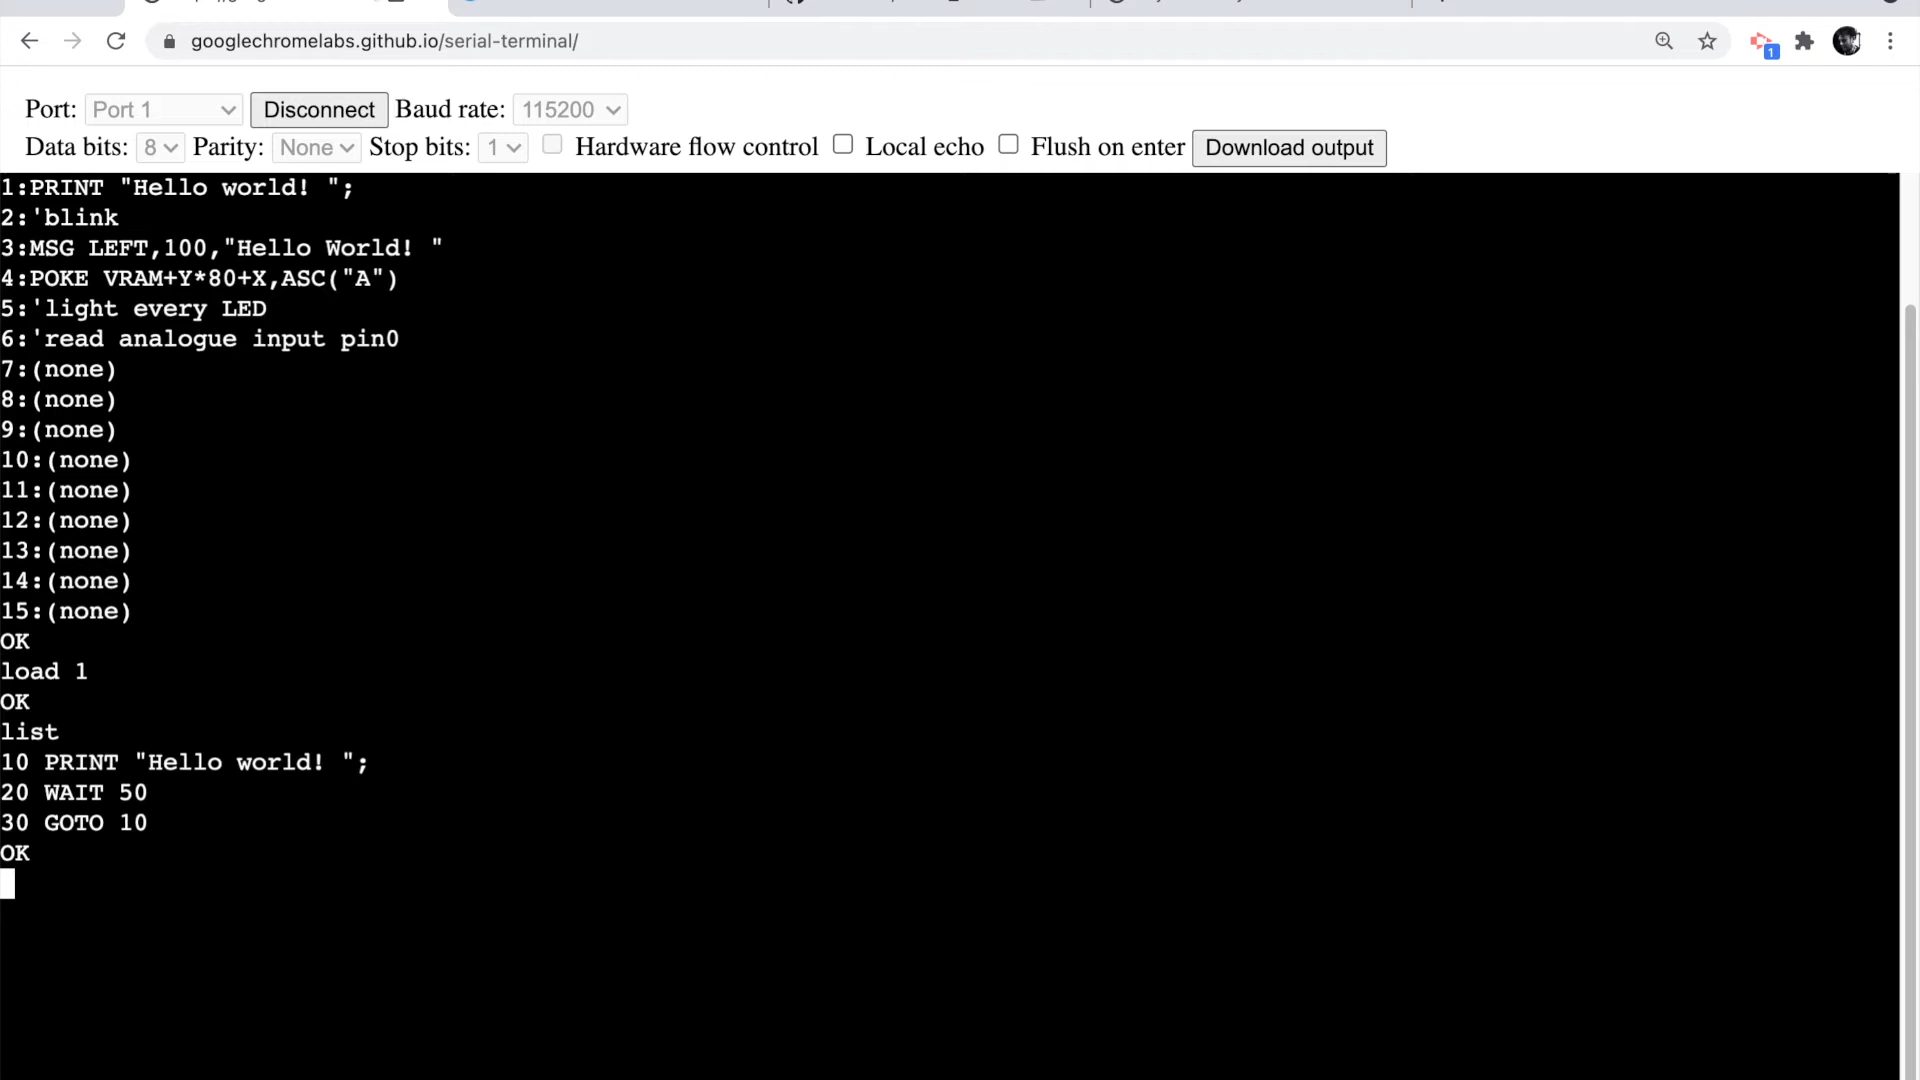 googlechromelabs.github.io/serial-terminal/
1
Port: Port 1 Disconnect Baud rate: 115200
Data bits: 8 Parity: None Stop bits: 1 Hardware flow control Local echo Flush on enter Download output
1:PRINT "Hello world! ";
2:'blink
3:MSG LEFT,100,"Hello World! "
4:POKE VRAM+Y*80+X,ASC("A")
5:'light every LED
6:'read analogue input pin0
7:(none)
8:(none)
9:(none)
10:(none)
11:(none)
12:(none)
13:(none)
14:(none)
15:(none)
OK
load 1
OK
list
10 PRINT "Hello world! ";
20 WAIT 50
30 GOTO 10
OK